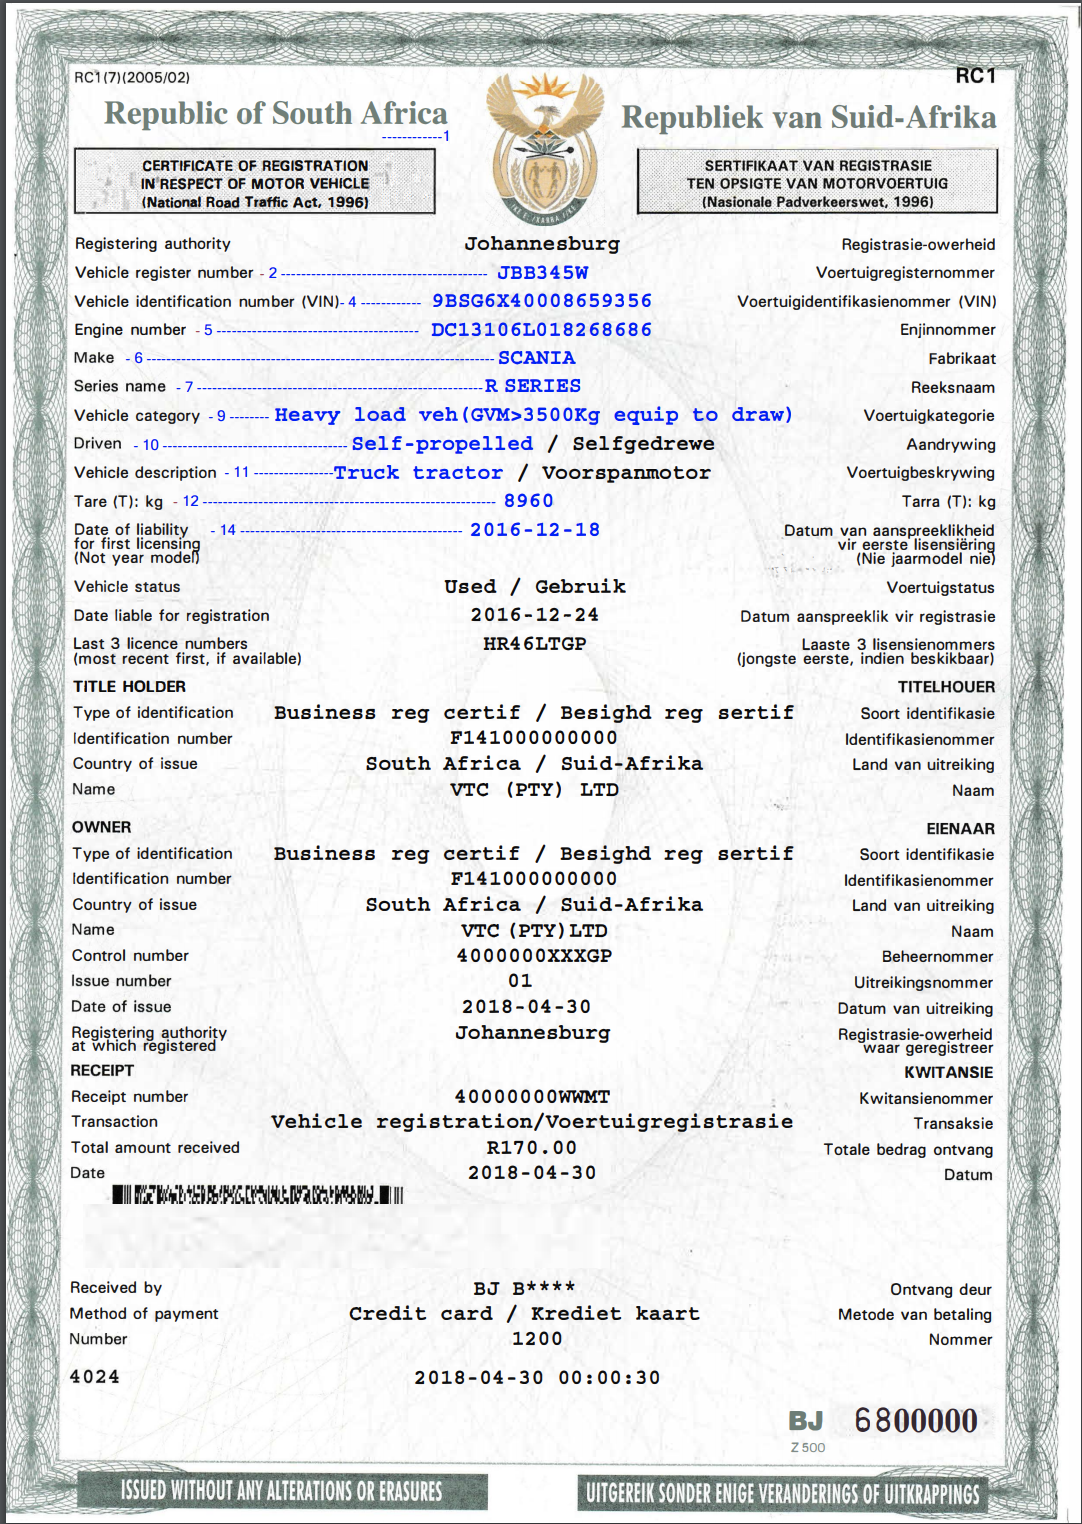 RC1(7)(2005/02)
RC1
Republic of South Africa
Republiek van Suid-Afrika
------------1
CERTIFICATE OF REGISTRATION
IN RESPECT OF MOTOR VEHICLE
(National Road Traffic Act, 1996)
SERTIFIKAAT VAN REGISTRASIE
TEN OPSIGTE VAN MOTORVOERTUIG
(Nasionale Padverkeerswet, 1996)
Registering authority Johannesburg Registrasie-owerheid
Vehicle register number - 2 JBB345W Voertuigregisternommer
Vehicle identification number (VIN)- 4 9BSG6X40008659356 Voertuigidentifikasienommer (VIN)
Engine number - 5 DC13106L018268686 Enjinnommer
Make - 6 SCANIA Fabrikaat
Series name - 7 R SERIES Reeksnaam
Vehicle category - 9 Heavy load veh(GVM>3500Kg equip to draw) Voertuigkategorie
Driven - 10 Self-propelled / Selfgedrewe Aandrywing
Vehicle description - 11 Truck tractor / Voorspanmotor Voertuigbeskrywing
Tare (T): kg - 12 8960 Tarra (T): kg
Date of liability - 14 2016-12-18 Datum van aanspreeklikheid
for first licensing vir eerste lisensiëring
(Not year model) (Nie jaarmodel nie)
Vehicle status Used / Gebruik Voertuigstatus
Date liable for registration 2016-12-24 Datum aanspreeklik vir registrasie
Last 3 licence numbers HR46LTGP Laaste 3 lisensienommers
(most recent first, if available) (jongste eerste, indien beskikbaar)
TITLE HOLDER TITELHOUER
Type of identification Business reg certif / Besighd reg sertif Soort identifikasie
Identification number F141000000000 Identifikasienommer
Country of issue South Africa / Suid-Afrika Land van uitreiking
Name VTC (PTY) LTD Naam
OWNER EIENAAR
Type of identification Business reg certif / Besighd reg sertif Soort identifikasie
Identification number F141000000000 Identifikasienommer
Country of issue South Africa / Suid-Afrika Land van uitreiking
Name VTC (PTY)LTD Naam
Control number 4000000XXXGP Beheernommer
Issue number 01 Uitreikingsnommer
Date of issue 2018-04-30 Datum van uitreiking
Registering authority Johannesburg Registrasie-owerheid
at which registered waar geregistreer
RECEIPT KWITANSIE
Receipt number 40000000WWMT Kwitansienommer
Transaction Vehicle registration/Voertuigregistrasie Transaksie
Total amount received R170.00 Totale bedrag ontvang
Date 2018-04-30 Datum
Received by BJ B**** Ontvang deur
Method of payment Credit card / Krediet kaart Metode van betaling
Number 1200 Nommer
4024 2018-04-30 00:00:30
BJ 6800000
Z 500
ISSUED WITHOUT ANY ALTERATIONS OR ERASURES
UITGEREIK SONDER ENIGE VERANDERINGS OF UITKRAPPINGS